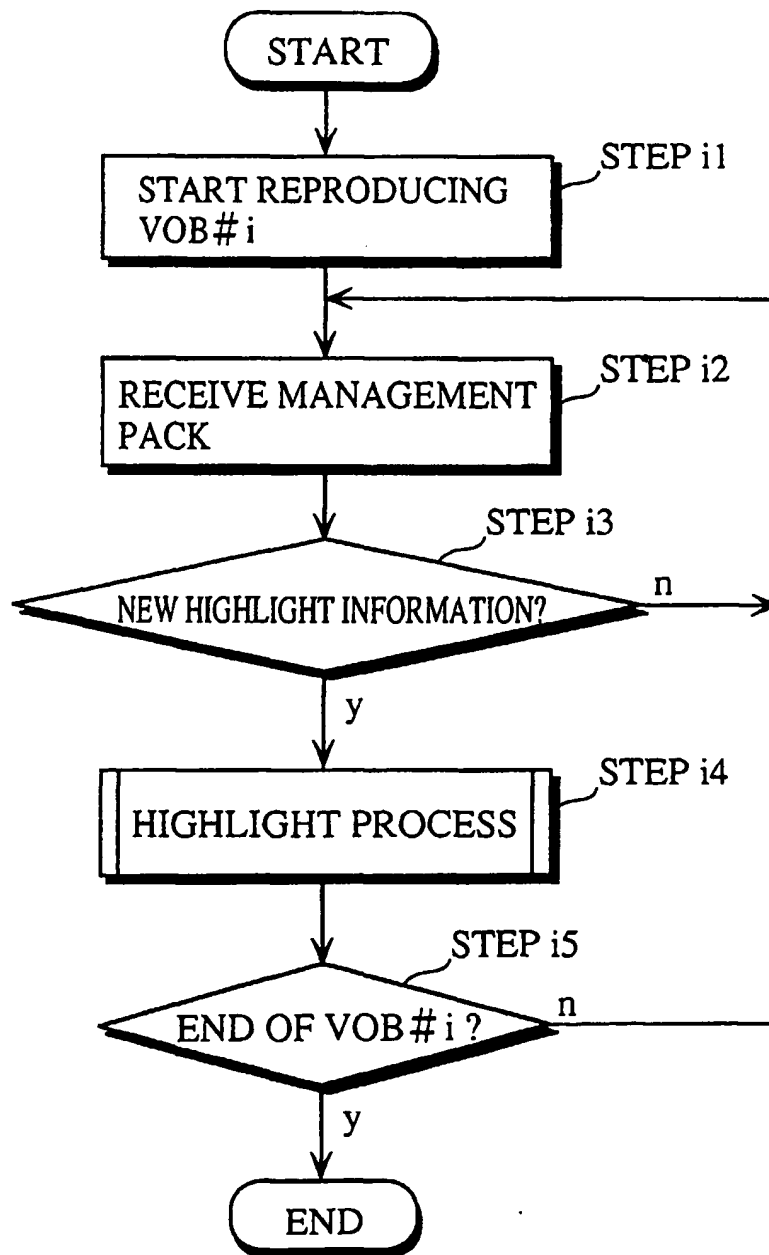 START
STEP i1
START REPRODUCING
VOB# i
STEP i2
RECEIVE MANAGEMENT
PACK
STEP i3
NEW HIGHLIGHT INFORMATION?
n
y
STEP i4
HIGHLIGHT PROCESS
STEP i5
END OF VOB# i ?
n
y
END